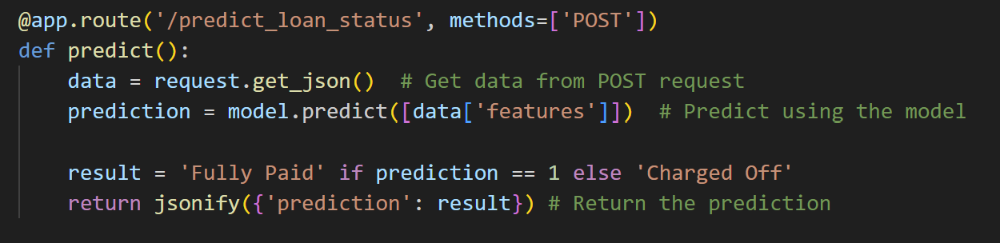 @app.route('/predict_loan_status', methods=['POST'])
def predict():
    data = request.get_json()  # Get data from POST request
    prediction = model.predict([data['features']])  # Predict using the model

    result = 'Fully Paid' if prediction == 1 else 'Charged Off'
    return jsonify({'prediction': result}) # Return the prediction